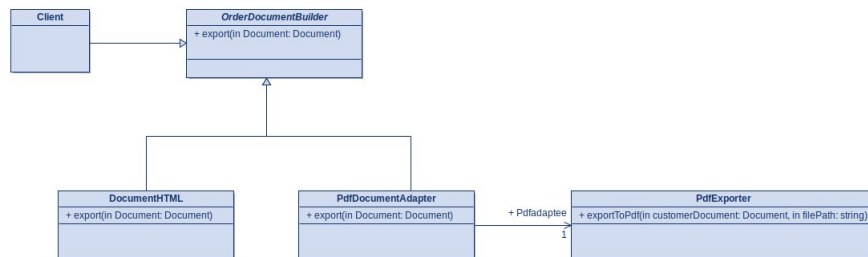 Client
OrderDocumentBuilder
+ export(in Document: Document)
DocumentHTML
+ export(in Document: Document)
PdfDocumentAdapter
+ export(in Document: Document)
+ Pdfadaptee
1
PdfExporter
+ exportToPdf(in customerDocument: Document, in filePath: string)